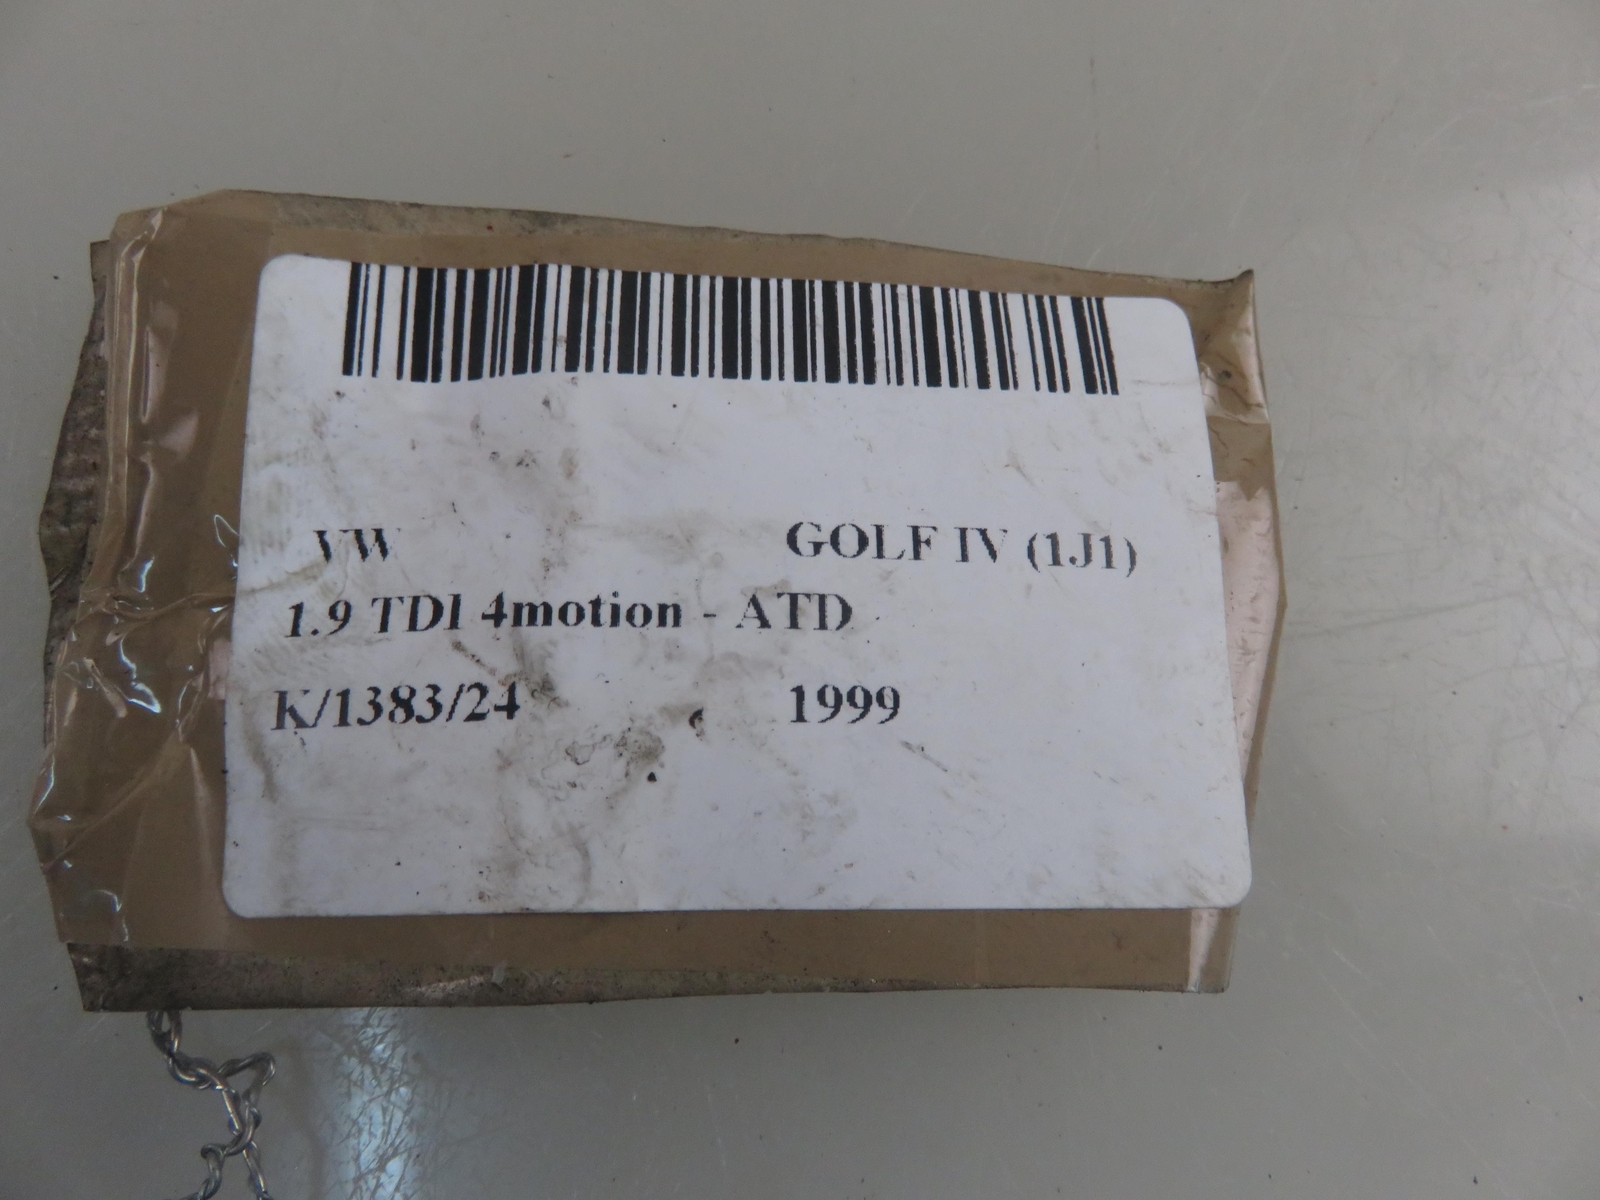 VW GOLF IV (1J1)
1.9 TDI 4motion - ATD
K/1383/24 1999